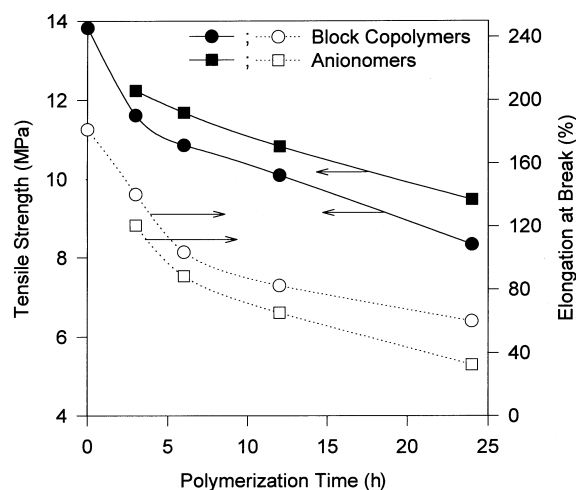 ● ; ○ Block Copolymers
■ ; □ Anionomers
Tensile Strength (MPa)
14
12
10
8
6
4
240
200
160
120
80
40
0
Elongation at Break (%)
0 5 10 15 20 25
Polymerization Time (h)